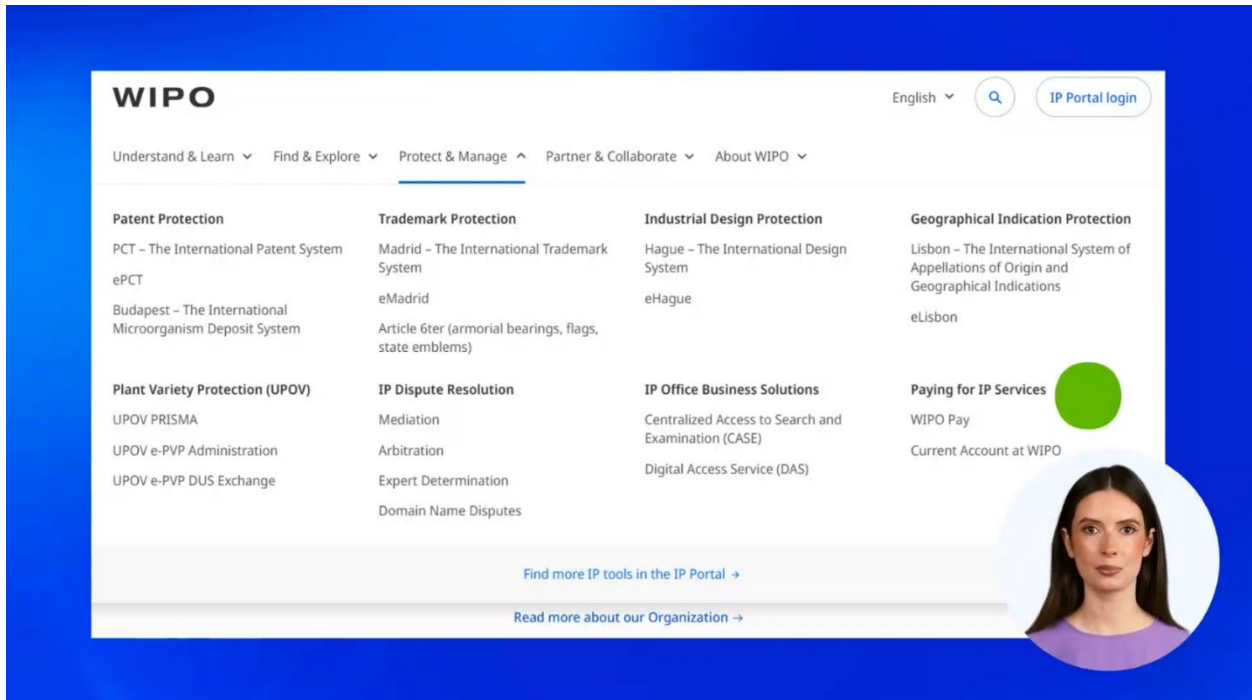 WIPO
English
IP Portal login
Understand & Learn
Find & Explore
Protect & Manage
Partner & Collaborate
About WIPO
Patent Protection
PCT – The International Patent System
ePCT
Budapest – The International
Microorganism Deposit System
Trademark Protection
Madrid – The International Trademark
System
eMadrid
Article 6ter (armorial bearings, flags,
state emblems)
Industrial Design Protection
Hague – The International Design
System
eHague
Geographical Indication Protection
Lisbon – The International System of
Appellations of Origin and
Geographical Indications
eLisbon
Plant Variety Protection (UPOV)
UPOV PRISMA
UPOV e-PVP Administration
UPOV e-PVP DUS Exchange
IP Dispute Resolution
Mediation
Arbitration
Expert Determination
Domain Name Disputes
IP Office Business Solutions
Centralized Access to Search and
Examination (CASE)
Digital Access Service (DAS)
Paying for IP Services
WIPO Pay
Current Account at WIPO
Find more IP tools in the IP Portal →
Read more about our Organization →